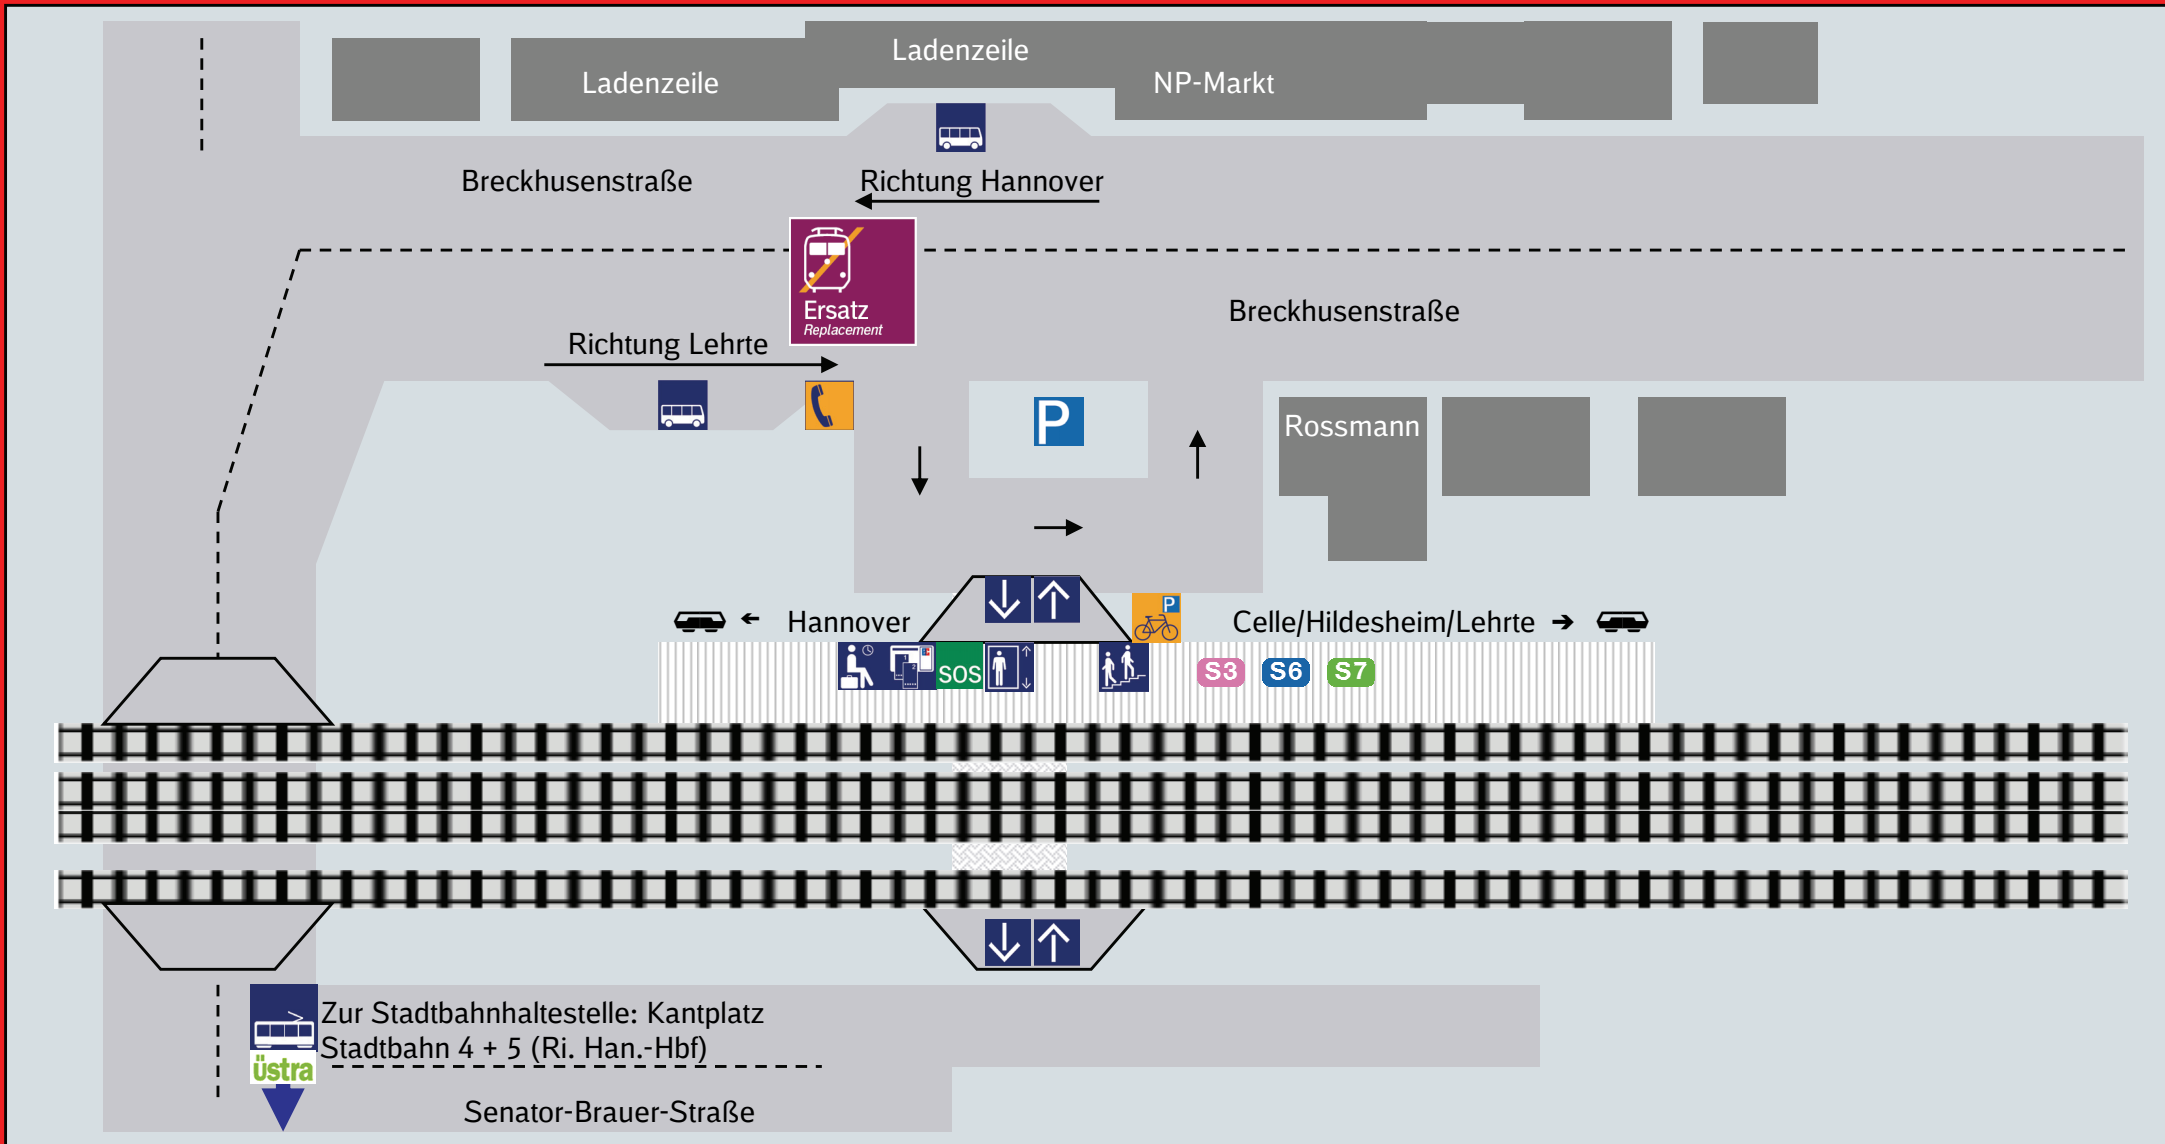 Ladenzeile
Ladenzeile
NP-Markt
Breckhusenstraße
Richtung Hannover
Ersatz
Replacement
Breckhusenstraße
Richtung Lehrte
P
Rossmann
P
Hannover
Celle/Hildesheim/Lehrte
SOS
S3
S6
S7
Zur Stadtbahnhaltestelle: Kantplatz
Stadtbahn 4 + 5 (Ri. Han.-Hbf)
üstra
Senator-Brauer-Straße